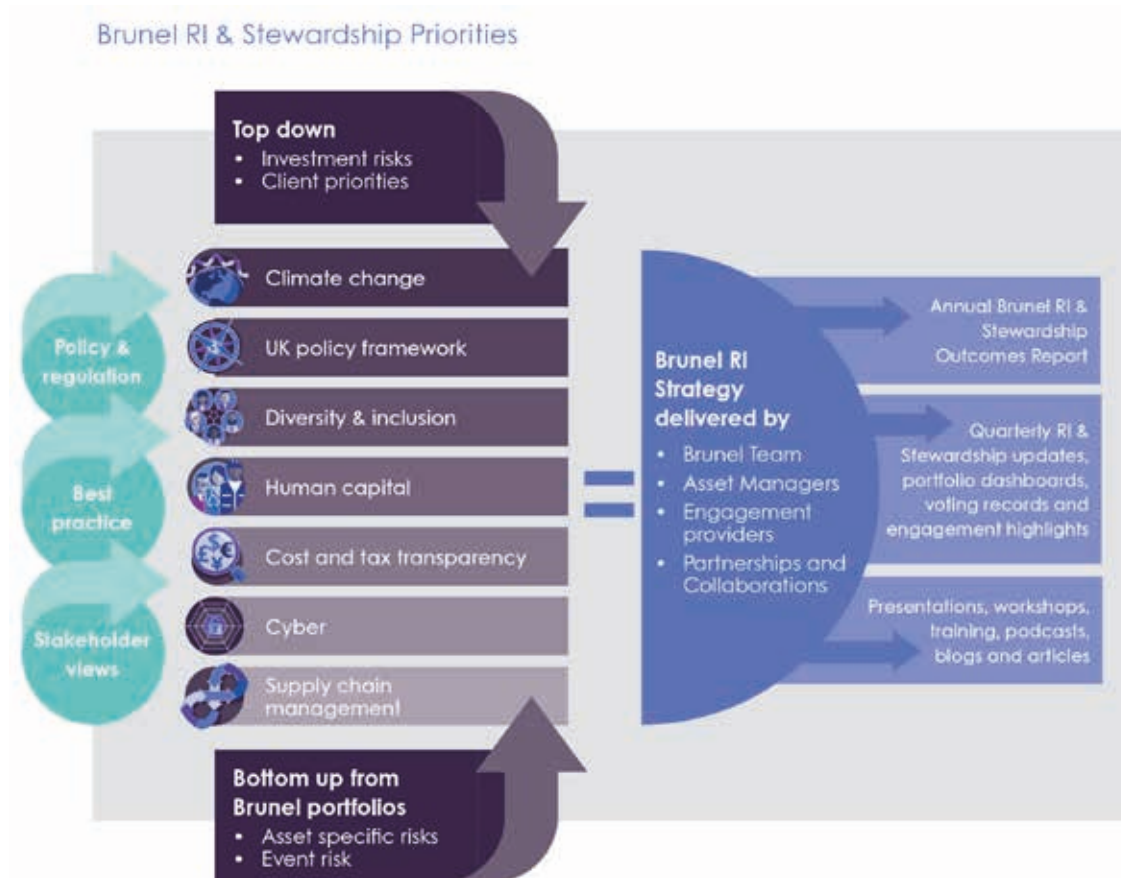 Brunel RI & Stewardship Priorities
Top down
• Investment risks
• Client priorities
Policy &
regulation
Best
practice
Stakeholder
views
Climate change
UK policy framework
Diversity & inclusion
Human capital
Cost and tax transparency
Cyber
Supply chain
management
Bottom up from
Brunel portfolios
• Asset specific risks
• Event risk
=
Brunel RI
Strategy
delivered by
• Brunel Team
• Asset Managers
• Engagement
providers
• Partnerships and
Collaborations
Annual Brunel RI &
Stewardship
Outcomes Report
Quarterly RI &
Stewardship updates,
portfolio dashboards,
voting records and
engagement highlights
Presentations, workshops,
training, podcasts,
blogs and articles